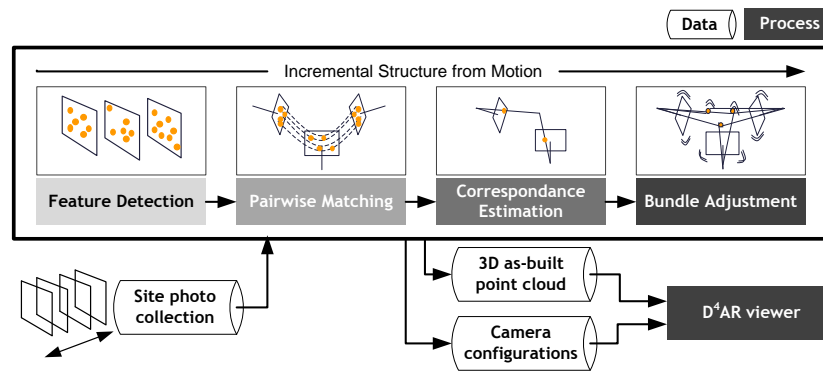 Data
Process
Incremental Structure from Motion
Feature Detection
Pairwise Matching
Correspondance
Estimation
Bundle Adjustment
Site photo
collection
3D as-built
point cloud
Camera
configurations
D⁴AR viewer